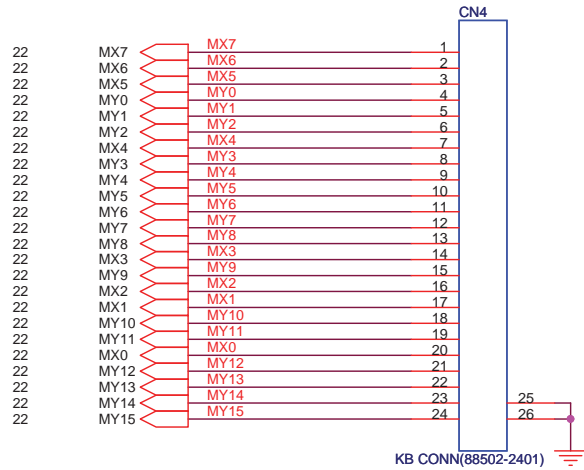 CN4
22 MX7 MX7 1
22 MX6 MX6 2
22 MX5 MX5 3
22 MY0 MY0 4
22 MY1 MY1 5
22 MY2 MY2 6
22 MX4 MX4 7
22 MY3 MY3 8
22 MY4 MY4 9
22 MY5 MY5 10
22 MY6 MY6 11
22 MY7 MY7 12
22 MY8 MY8 13
22 MX3 MX3 14
22 MY9 MY9 15
22 MX2 MX2 16
22 MX1 MX1 17
22 MY10 MY10 18
22 MY11 MY11 19
22 MX0 MX0 20
22 MY12 MY12 21
22 MY13 MY13 22
22 MY14 MY14 23 25
22 MY15 MY15 24 26
KB CONN(88502-2401)